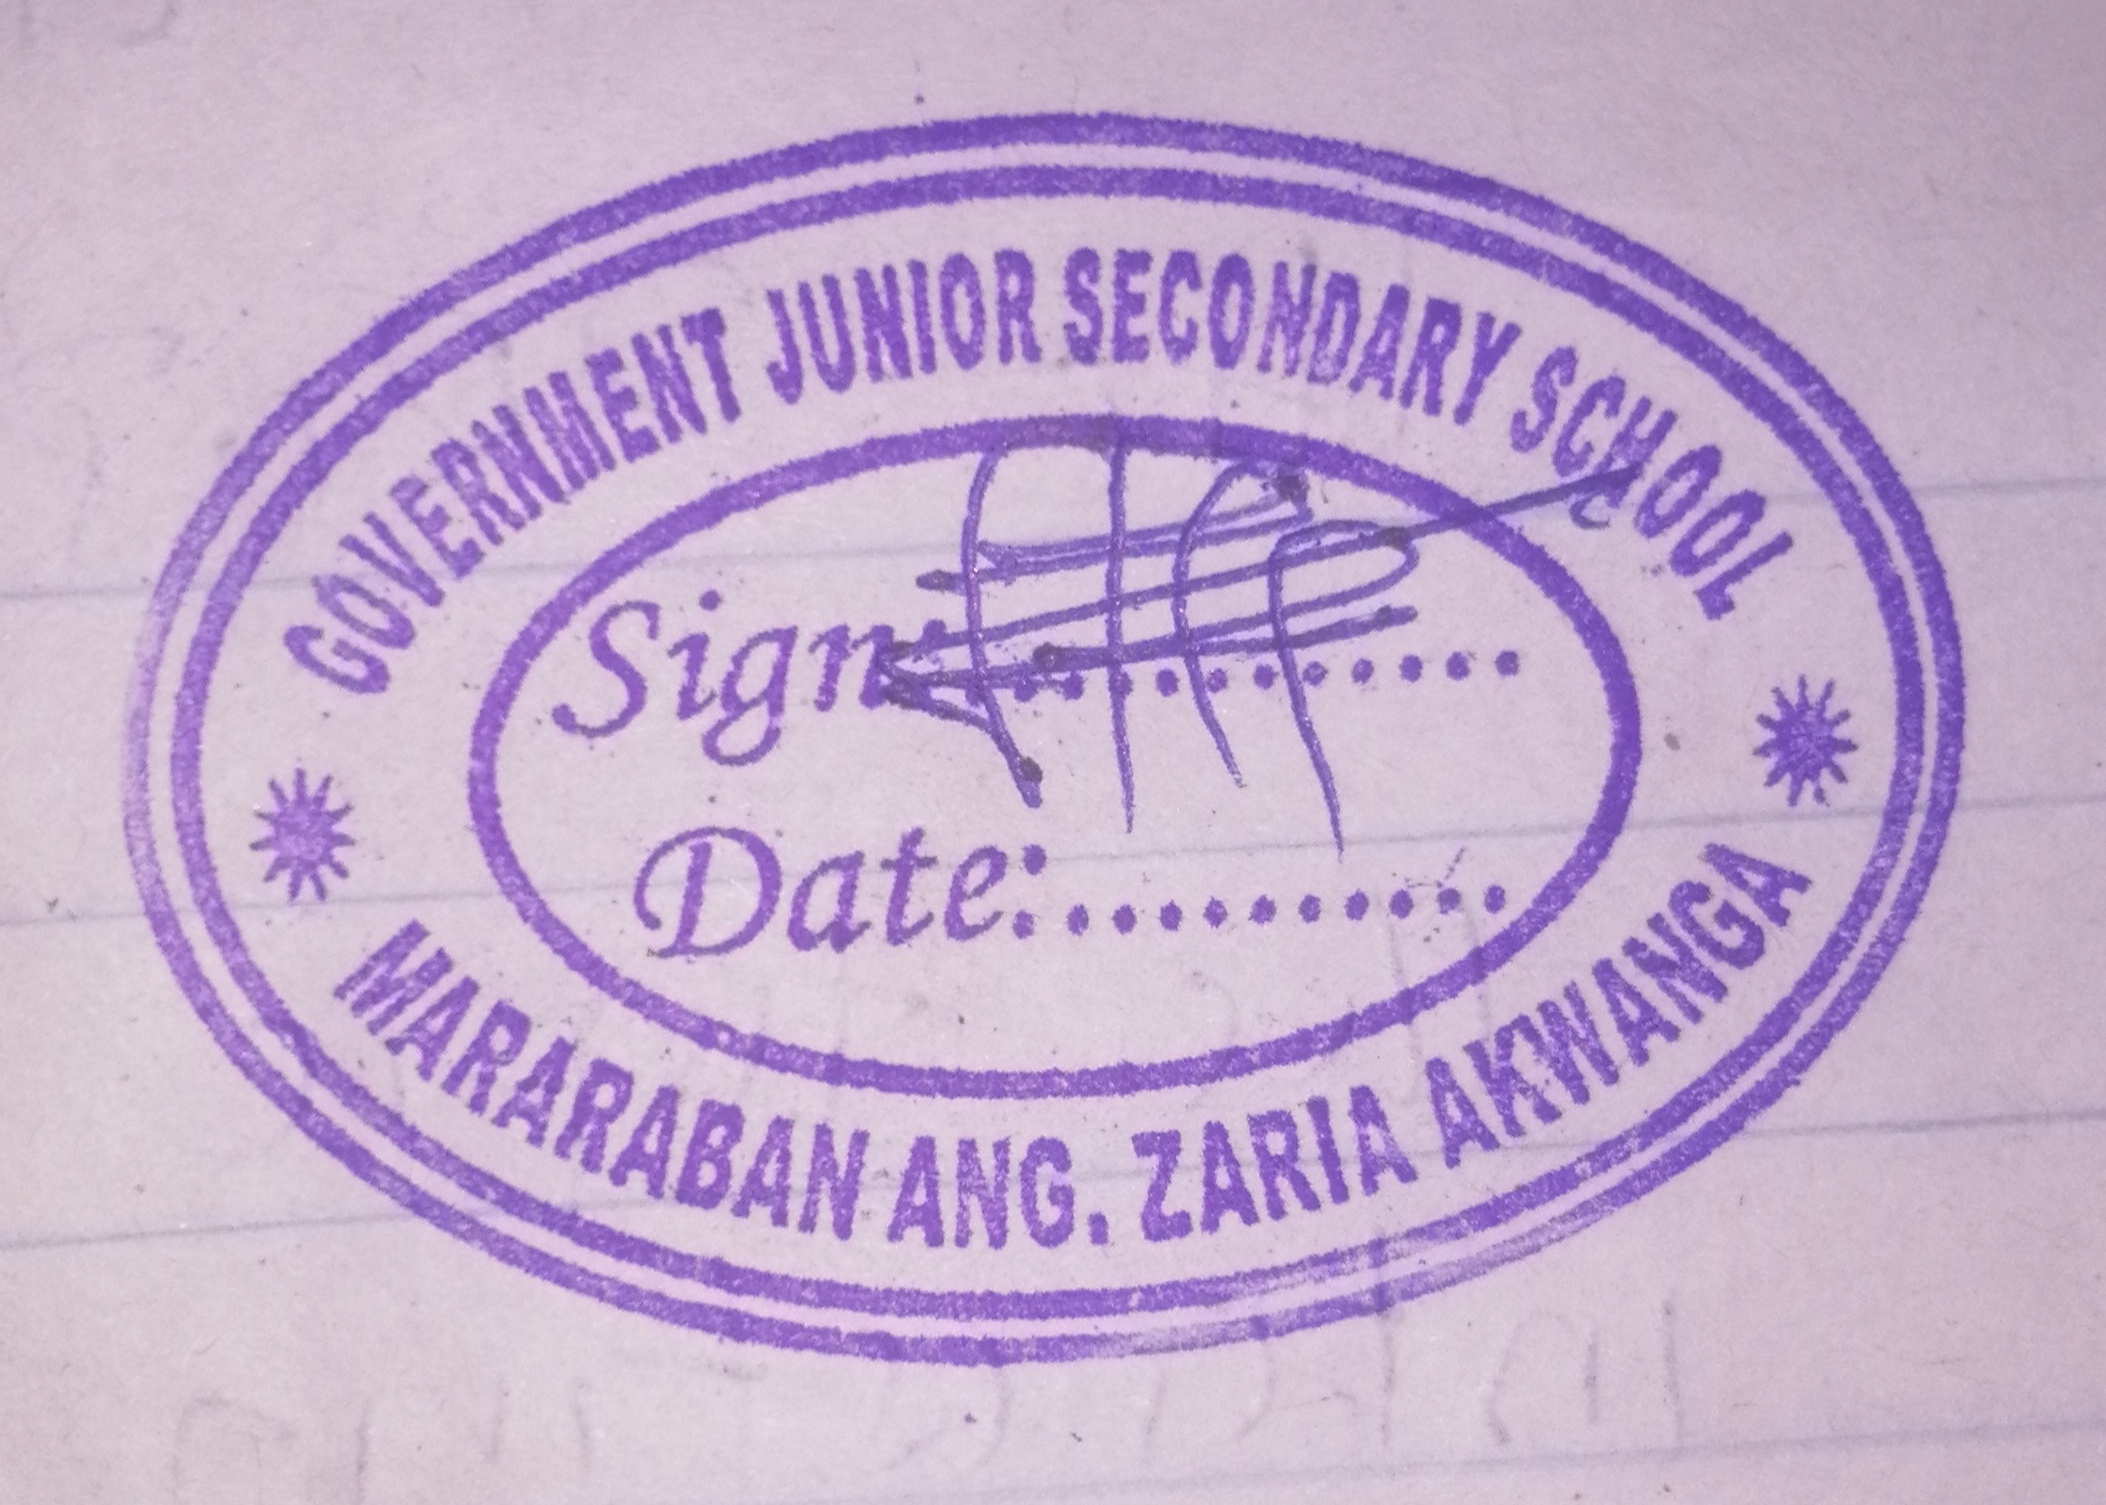 GOVERNMENT JUNIOR SECONDARY SCHOOL
Sign:............
Date:...........
MARARABAN ANG. ZARIA AKWANGA